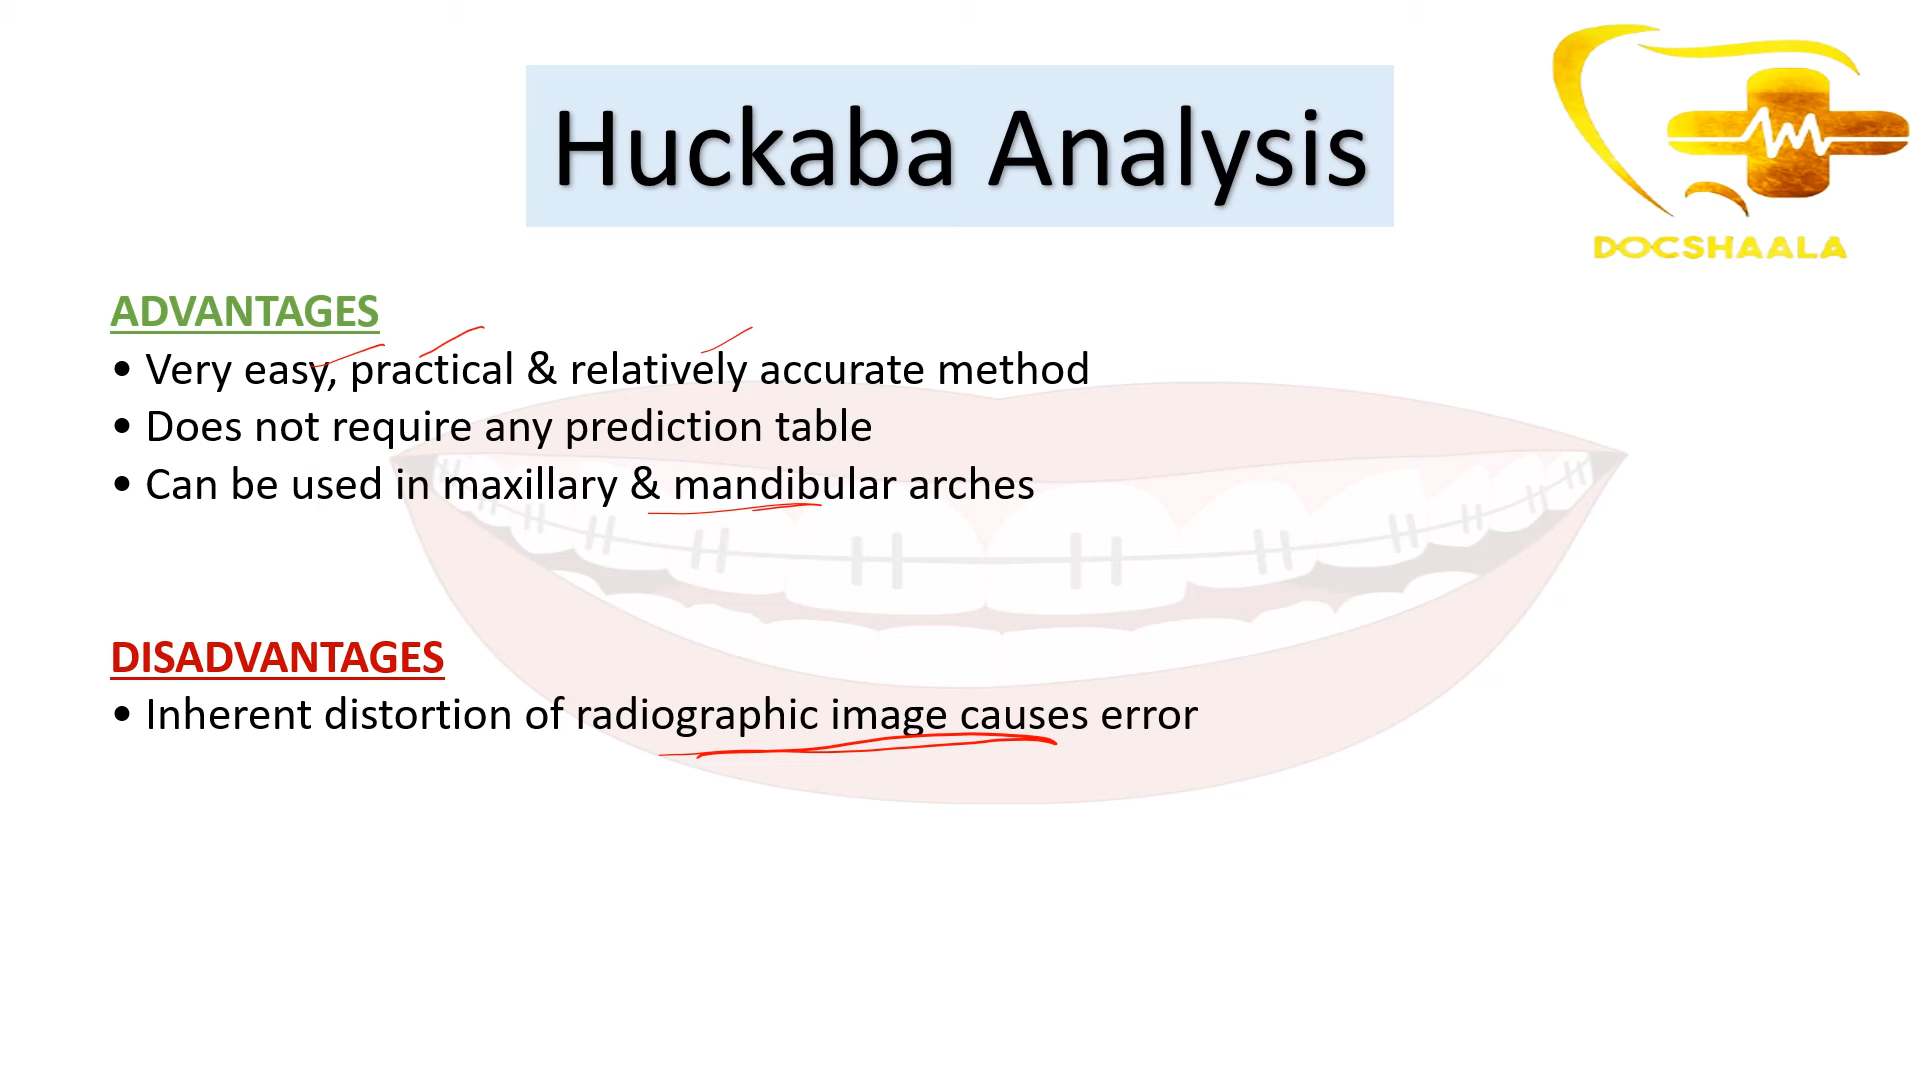 Huckaba Analysis
DOCSHAALA
ADVANTAGES
• Very easy, practical & relatively accurate method
• Does not require any prediction table
• Can be used in maxillary & mandibular arches
DISADVANTAGES
• Inherent distortion of radiographic image causes error